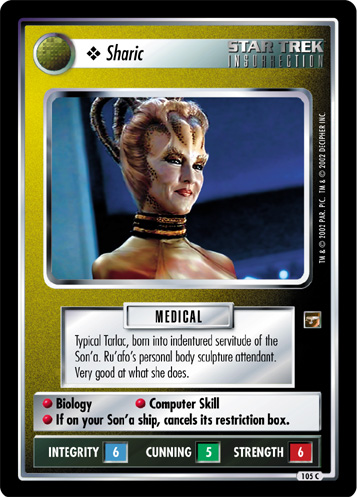 ❖ Sharic
STAR TREK
INSURRECTION
TM & © 2002 PAR. PIC. TM & © 2002 DECIPHER INC.
MEDICAL
Typical Tarlac, born into indentured servitude of the
Son'a. Ru'afo's personal body sculpture attendant.
Very good at what she does.
• Biology • Computer Skill
• If on your Son'a ship, cancels its restriction box.
INTEGRITY 6 CUNNING 5 STRENGTH 6
105 C